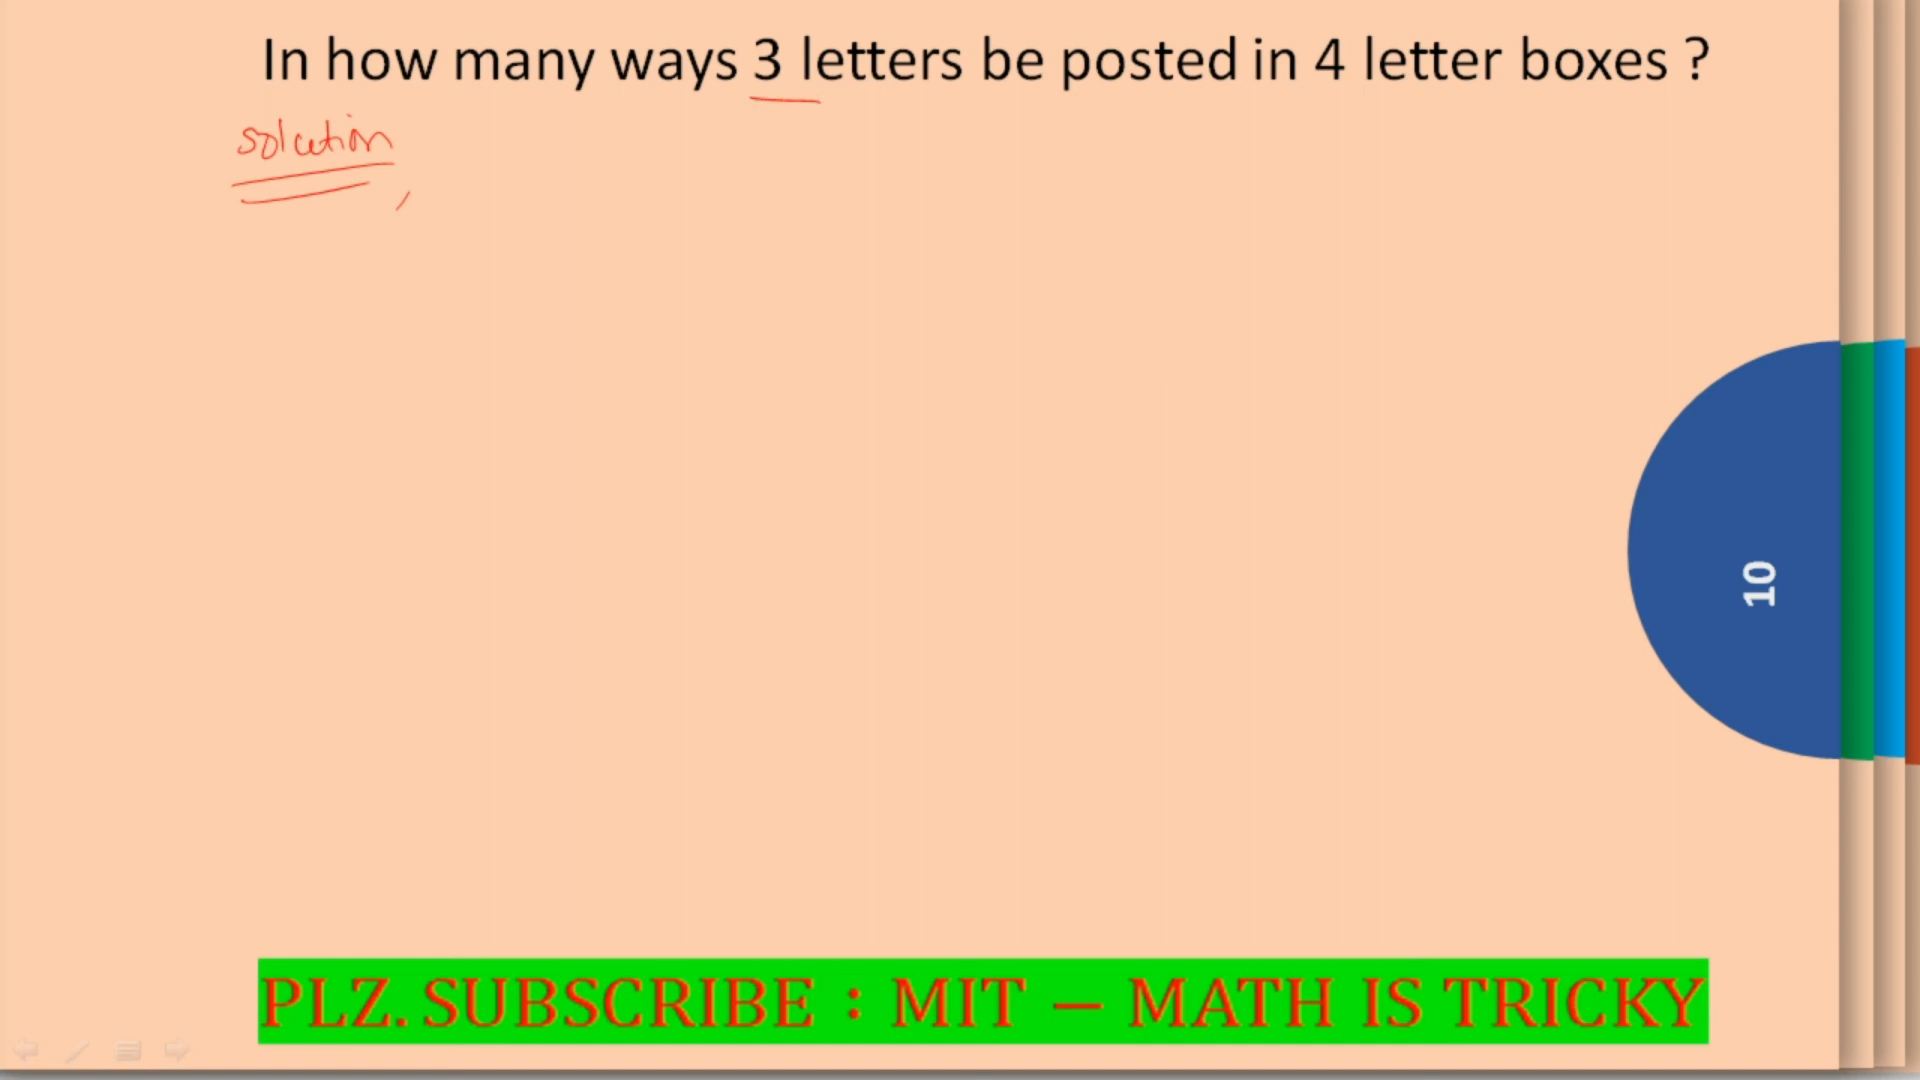 In how many ways 3 letters be posted in 4 letter boxes ?
solution
10
PLZ. SUBSCRIBE : MIT – MATH IS TRICKY